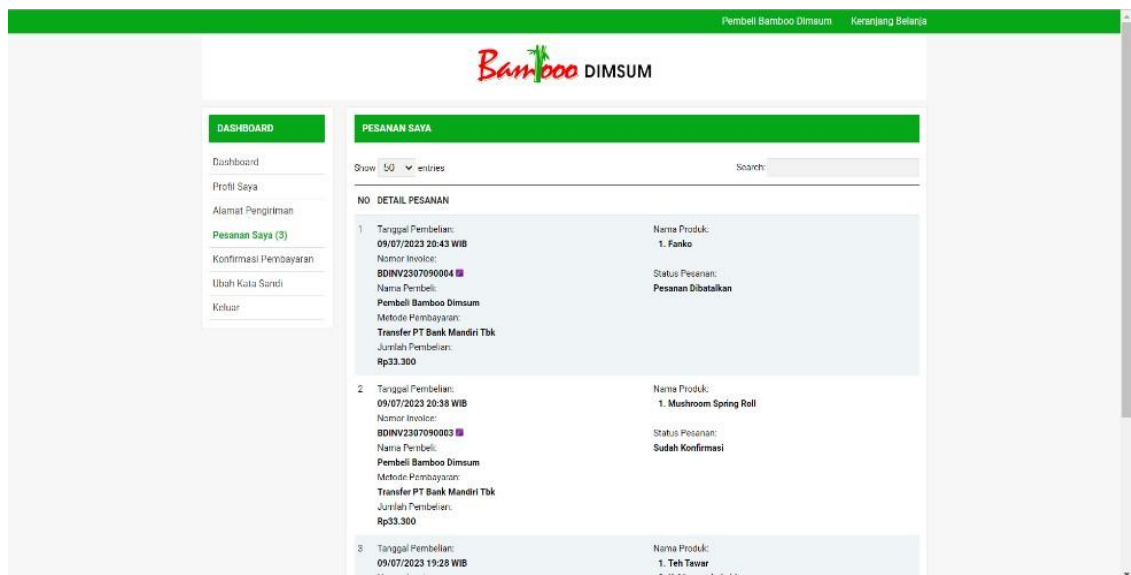 Pembeli Bamboo Dimsum Keranjang Belanja
Bambooo DIMSUM
DASHBOARD
Dashboard
Profil Saya
Alamat Pengiriman
Pesanan Saya (3)
Konfirmasi Pembayaran
Ubah Kata Sandi
Keluar
PESANAN SAYA
Show 50 entries
Search:
NO DETAIL PESANAN
1 Tanggal Pembelian:
09/07/2023 20:43 WIB
Nomor Invoice:
BDINV2307090004
Nama Pembeli:
Pembeli Bamboo Dimsum
Metode Pembayaran:
Transfer PT Bank Mandiri Tbk
Jumlah Pembelian:
Rp33.300
Nama Produk:
1. Fanko
Status Pesanan:
Pesanan Dibatalkan
2 Tanggal Pembelian:
09/07/2023 20:38 WIB
Nomor Invoice:
BDINV2307090003
Nama Pembeli:
Pembeli Bamboo Dimsum
Metode Pembayaran:
Transfer PT Bank Mandiri Tbk
Jumlah Pembelian:
Rp33.300
Nama Produk:
1. Mushroom Spring Roll
Status Pesanan:
Sudah Konfirmasi
3 Tanggal Pembelian:
09/07/2023 19:28 WIB
Nama Produk:
1. Teh Tawar